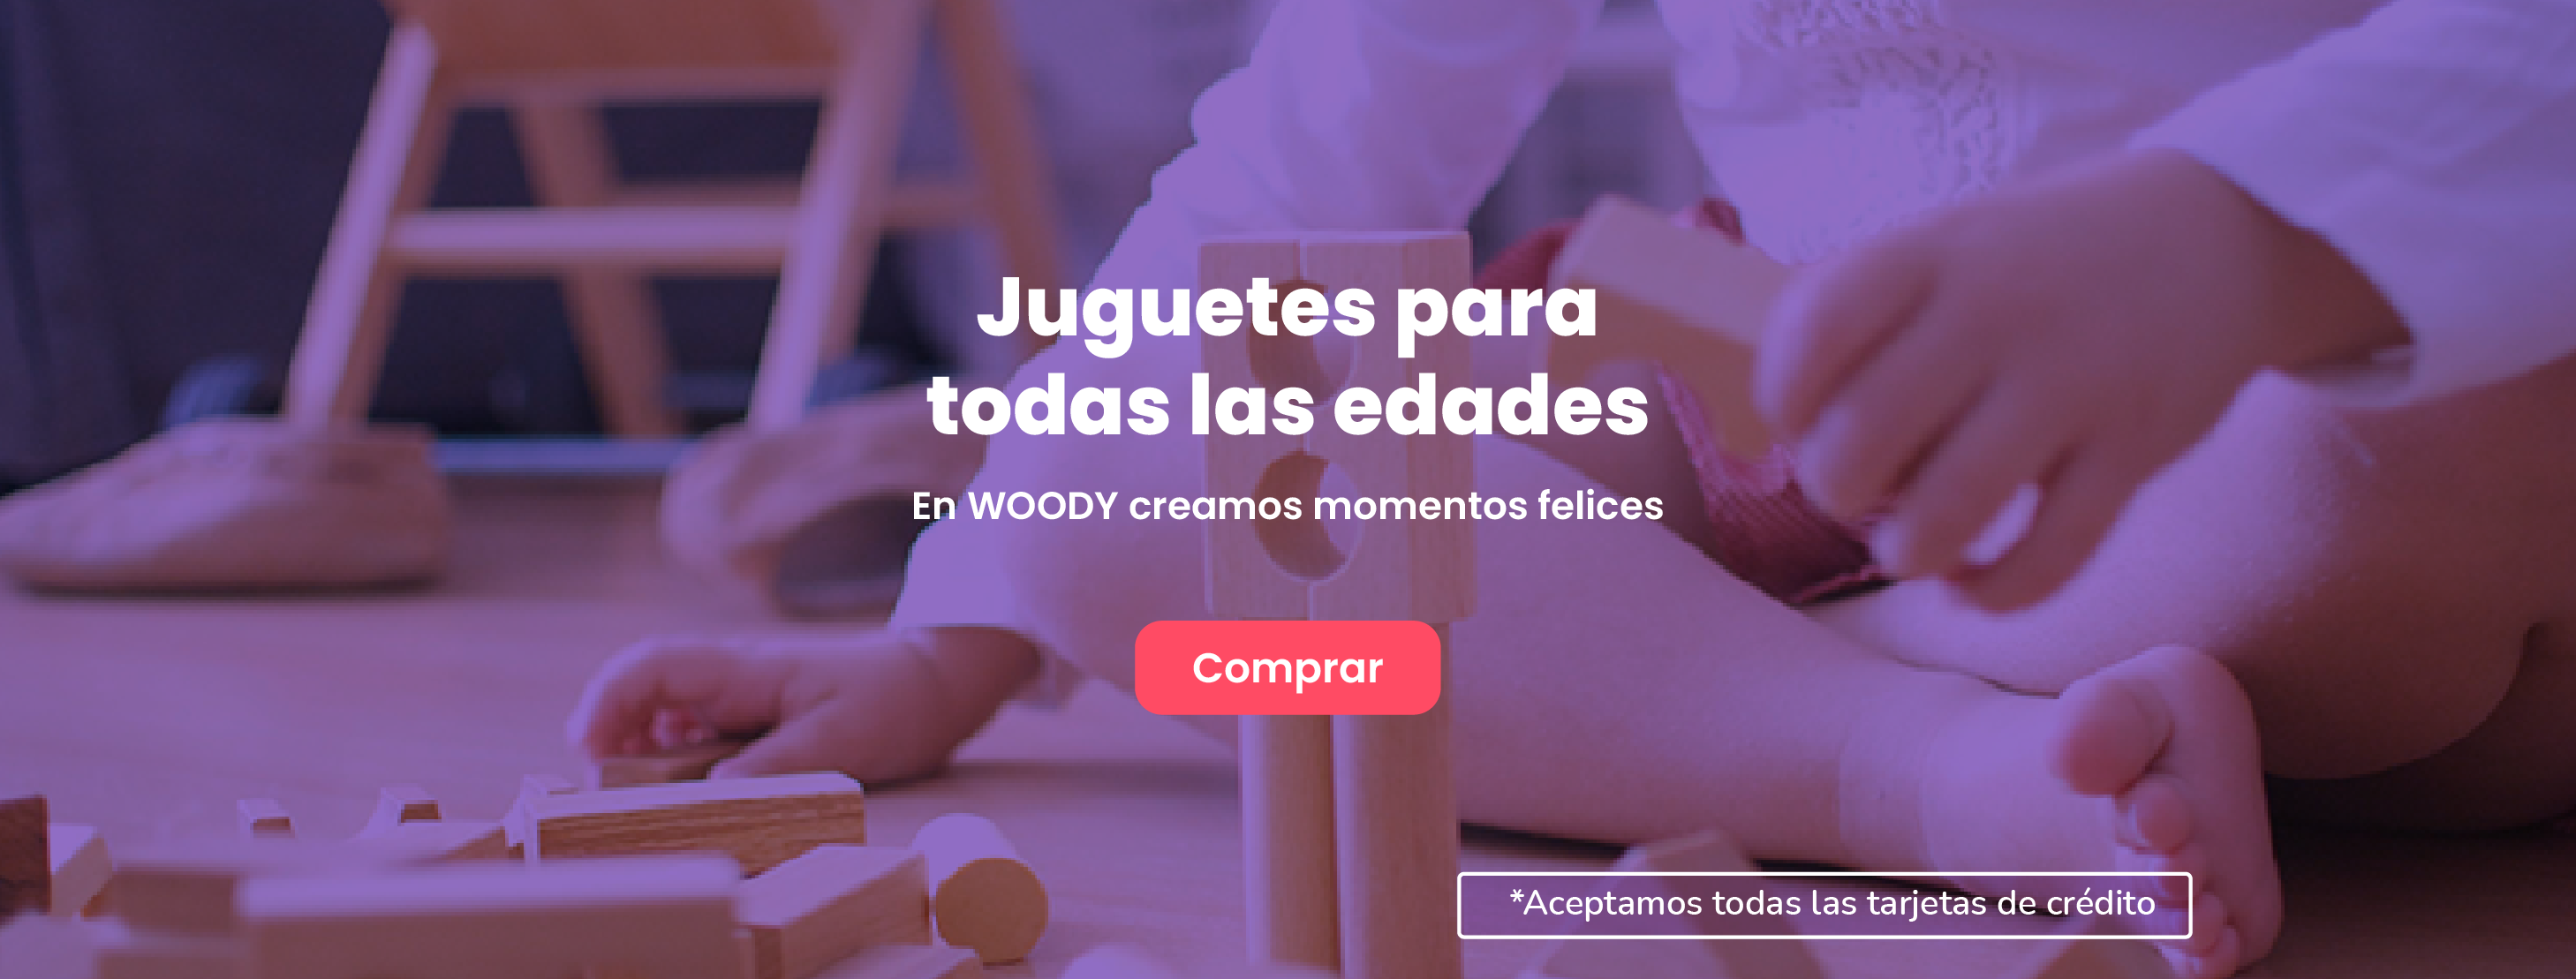 Juguetes para
todas las edades
En WOODY creamos momentos felices
Comprar
*Aceptamos todas las tarjetas de crédito